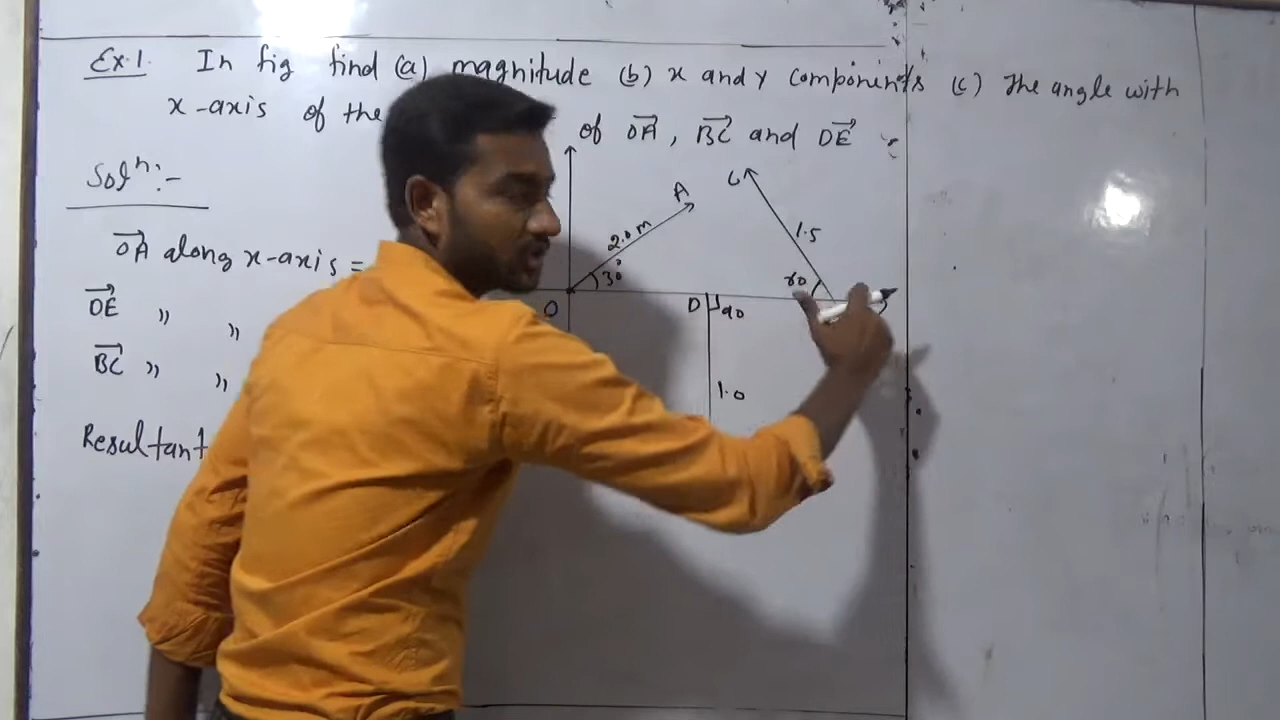 Ex.1. In fig find (a) magnitude (b) x and y components (c) The angle with
x-axis of the of OA, BC and DE
Solⁿ:-
OA along x-axis =
DE " "
BC " "
Resultant
A
2.0 m
30°
O
C
1.5
60
D
90
1.0